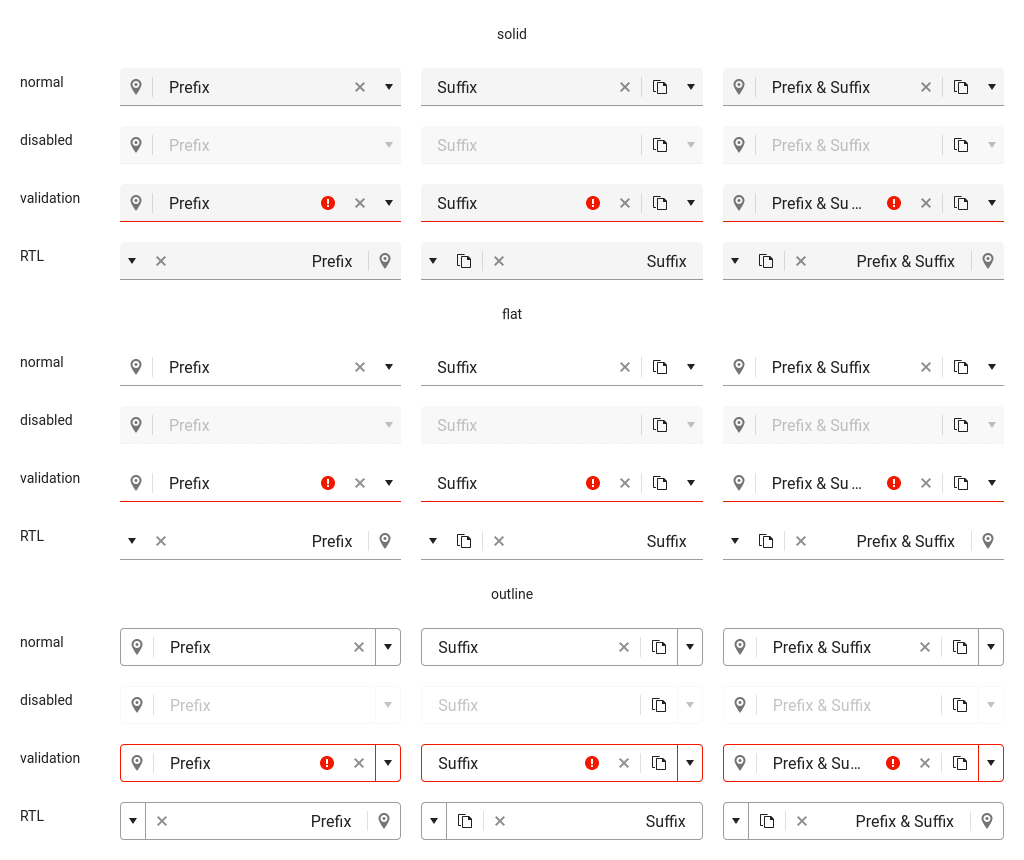 solid
normal Prefix Suffix Prefix & Suffix
disabled Prefix Suffix Prefix & Suffix
validation Prefix Suffix Prefix & Su ...
RTL Prefix Suffix Prefix & Suffix
flat
normal Prefix Suffix Prefix & Suffix
disabled Prefix Suffix Prefix & Suffix
validation Prefix Suffix Prefix & Su ...
RTL Prefix Suffix Prefix & Suffix
outline
normal Prefix Suffix Prefix & Suffix
disabled Prefix Suffix Prefix & Suffix
validation Prefix Suffix Prefix & Su...
RTL Prefix Suffix Prefix & Suffix